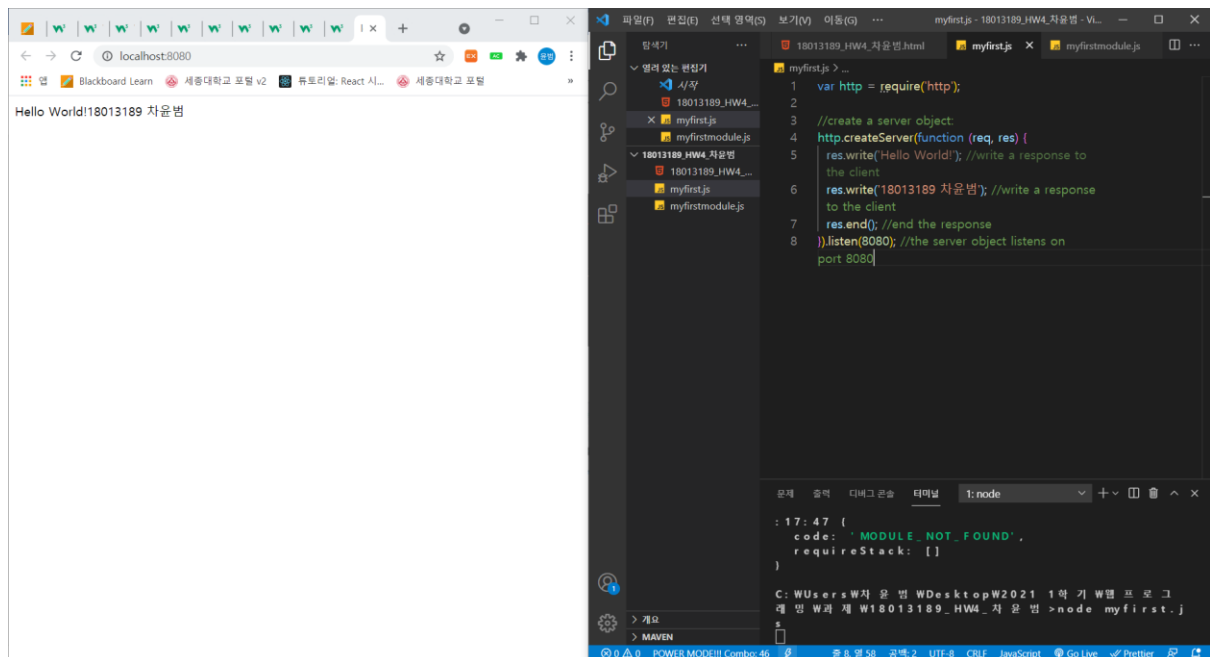 localhost:8080
앱 Blackboard Learn 세종대학교 포털 v2 튜토리얼: React 시... 세종대학교 포털 »
Hello World!18013189 차윤범
파일(F) 편집(E) 선택 영역(S) 보기(V) 이동(G) ··· myfirst.js - 18013189_HW4_차윤범 - Vi...
탐색기 ···
열려 있는 편집기
시작
18013189_HW4_...
myfirst.js
myfirstmodule.js
18013189_HW4_차윤범
18013189_HW4_...
myfirst.js
myfirstmodule.js
개요
MAVEN
18013189_HW4_차윤범.html myfirst.js myfirstmodule.js
myfirst.js > ...
1 var http = require('http');
2
3 //create a server object:
4 http.createServer(function (req, res) {
5 res.write('Hello World!'); //write a response to
the client
6 res.write('18013189 차윤범'); //write a response
to the client
7 res.end(); //end the response
8 }).listen(8080); //the server object listens on
port 8080
문제 출력 디버그 콘솔 터미널 1: node
:17:47 {
code: 'MODULE_NOT_FOUND',
requireStack: []
}
C:₩Users₩차윤범₩Desktop₩2021 1학기₩웹프로그
래밍₩과제₩18013189_HW4_차윤범>node myfirst.j
s
0 0 POWER MODE!!! Combo: 46 줄 8, 열 58 공백: 2 UTF-8 CRLF JavaScript Go Live Prettier